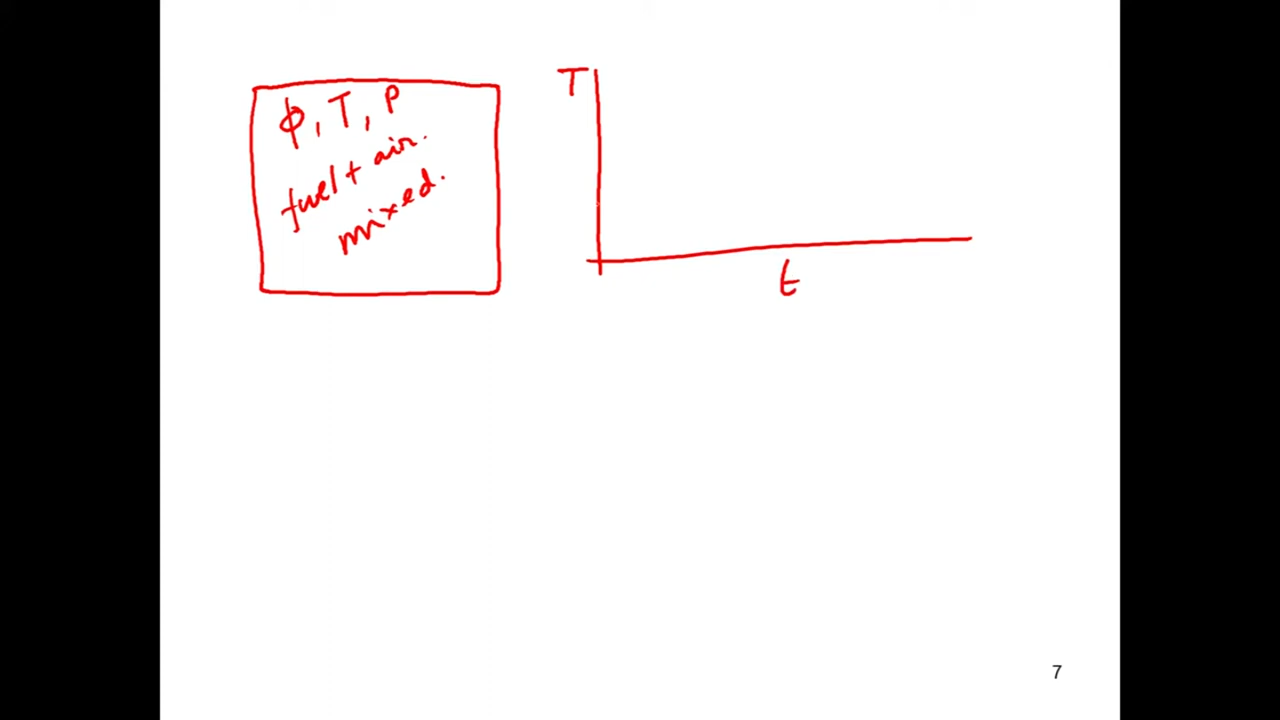 ϕ, T, P
fuel + air.
mixed.
T
t
7